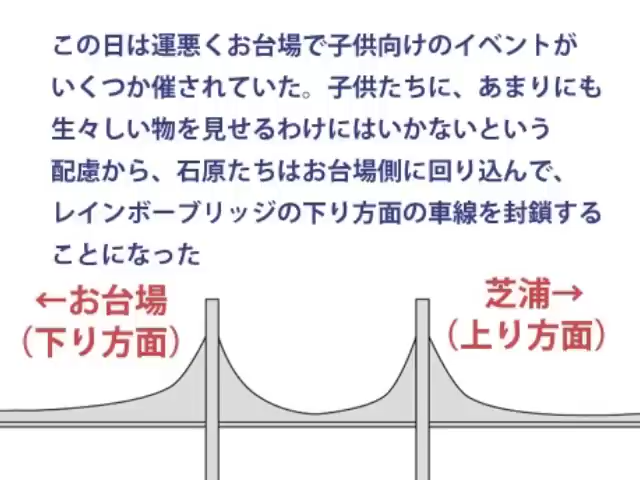 この日は運悪くお台場で子供向けのイベントが
いくつか催されていた。子供たちに、あまりにも
生々しい物を見せるわけにはいかないという
配慮から、石原たちはお台場側に回り込んで、
レインボーブリッジの下り方面の車線を封鎖する
ことになった
←お台場
（下り方面）
芝浦→
（上り方面）